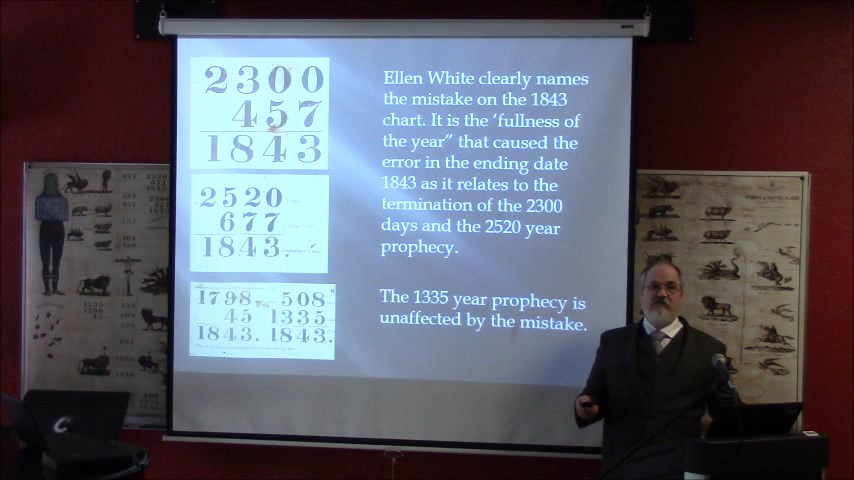 2300
457
1843
2520
677
1843.
1798 508
45 1335
1843. 1843.
Ellen White clearly names
the mistake on the 1843
chart. It is the ‘fullness of
the year” that caused the
error in the ending date
1843 as it relates to the
termination of the 2300
days and the 2520 year
prophecy.
The 1335 year prophecy is
unaffected by the mistake.